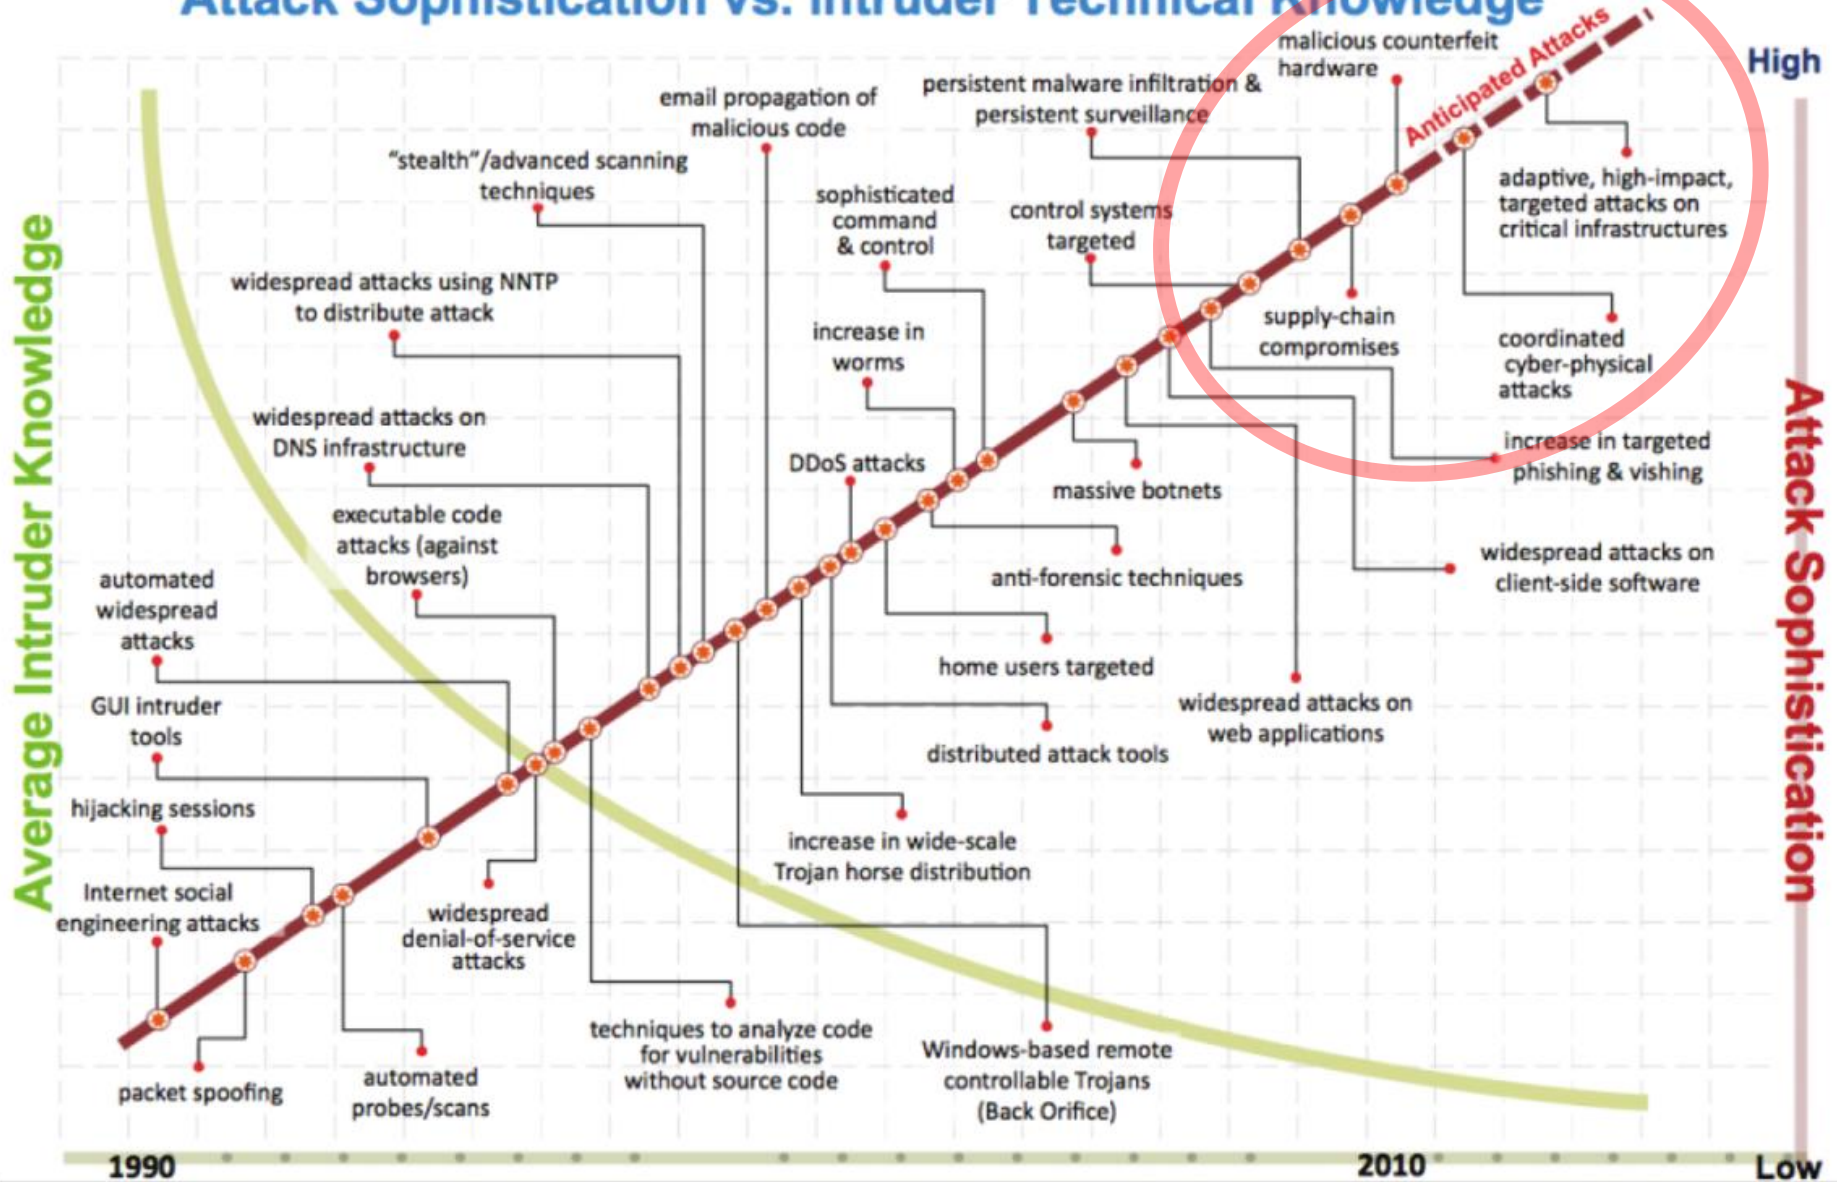 Attack Sophistication vs. Intruder Technical Knowledge
High
Average Intruder Knowledge
Attack Sophistication
Anticipated Attacks
malicious counterfeit
hardware
persistent malware infiltration &
persistent surveillance
email propagation of
malicious code
"stealth"/advanced scanning
techniques
sophisticated
command
& control
control systems
targeted
adaptive, high-impact,
targeted attacks on
critical infrastructures
widespread attacks using NNTP
to distribute attack
increase in
worms
supply-chain
compromises
coordinated
cyber-physical
attacks
widespread attacks on
DNS infrastructure
DDoS attacks
increase in targeted
phishing & vishing
massive botnets
executable code
attacks (against
browsers)
anti-forensic techniques
widespread attacks on
client-side software
automated
widespread
attacks
home users targeted
widespread attacks on
web applications
GUI intruder
tools
distributed attack tools
hijacking sessions
increase in wide-scale
Trojan horse distribution
Internet social
engineering attacks
widespread
denial-of-service
attacks
techniques to analyze code
for vulnerabilities
without source code
Windows-based remote
controllable Trojans
(Back Orifice)
packet spoofing
automated
probes/scans
1990
2010
Low